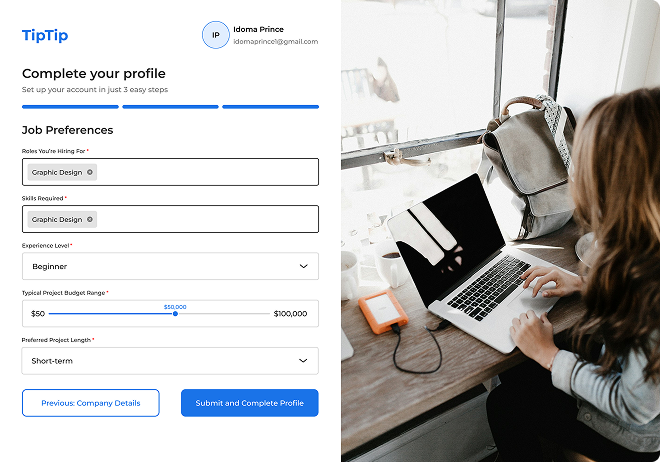 TipTip
IP
Idoma Prince
idomaprince1@gmail.com
Complete your profile
Set up your account in just 3 easy steps
Job Preferences
Roles You're Hiring For *
Graphic Design
Skills Required *
Graphic Design
Experience Level *
Beginner
Typical Project Budget Range *
$50,000
$50
$100,000
Preferred Project Length *
Short-term
Previous: Company Details
Submit and Complete Profile